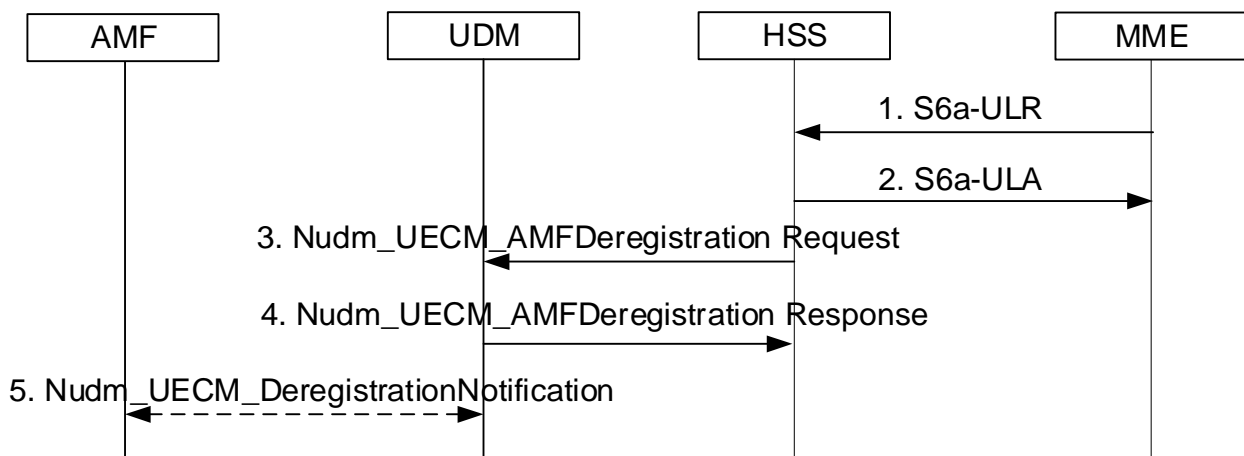 AMF
UDM
HSS
MME
1. S6a-ULR
2. S6a-ULA
3. Nudm_UECM_AMFDeregistration Request
4. Nudm_UECM_AMFDeregistration Response
5. Nudm_UECM_DeregistrationNotification